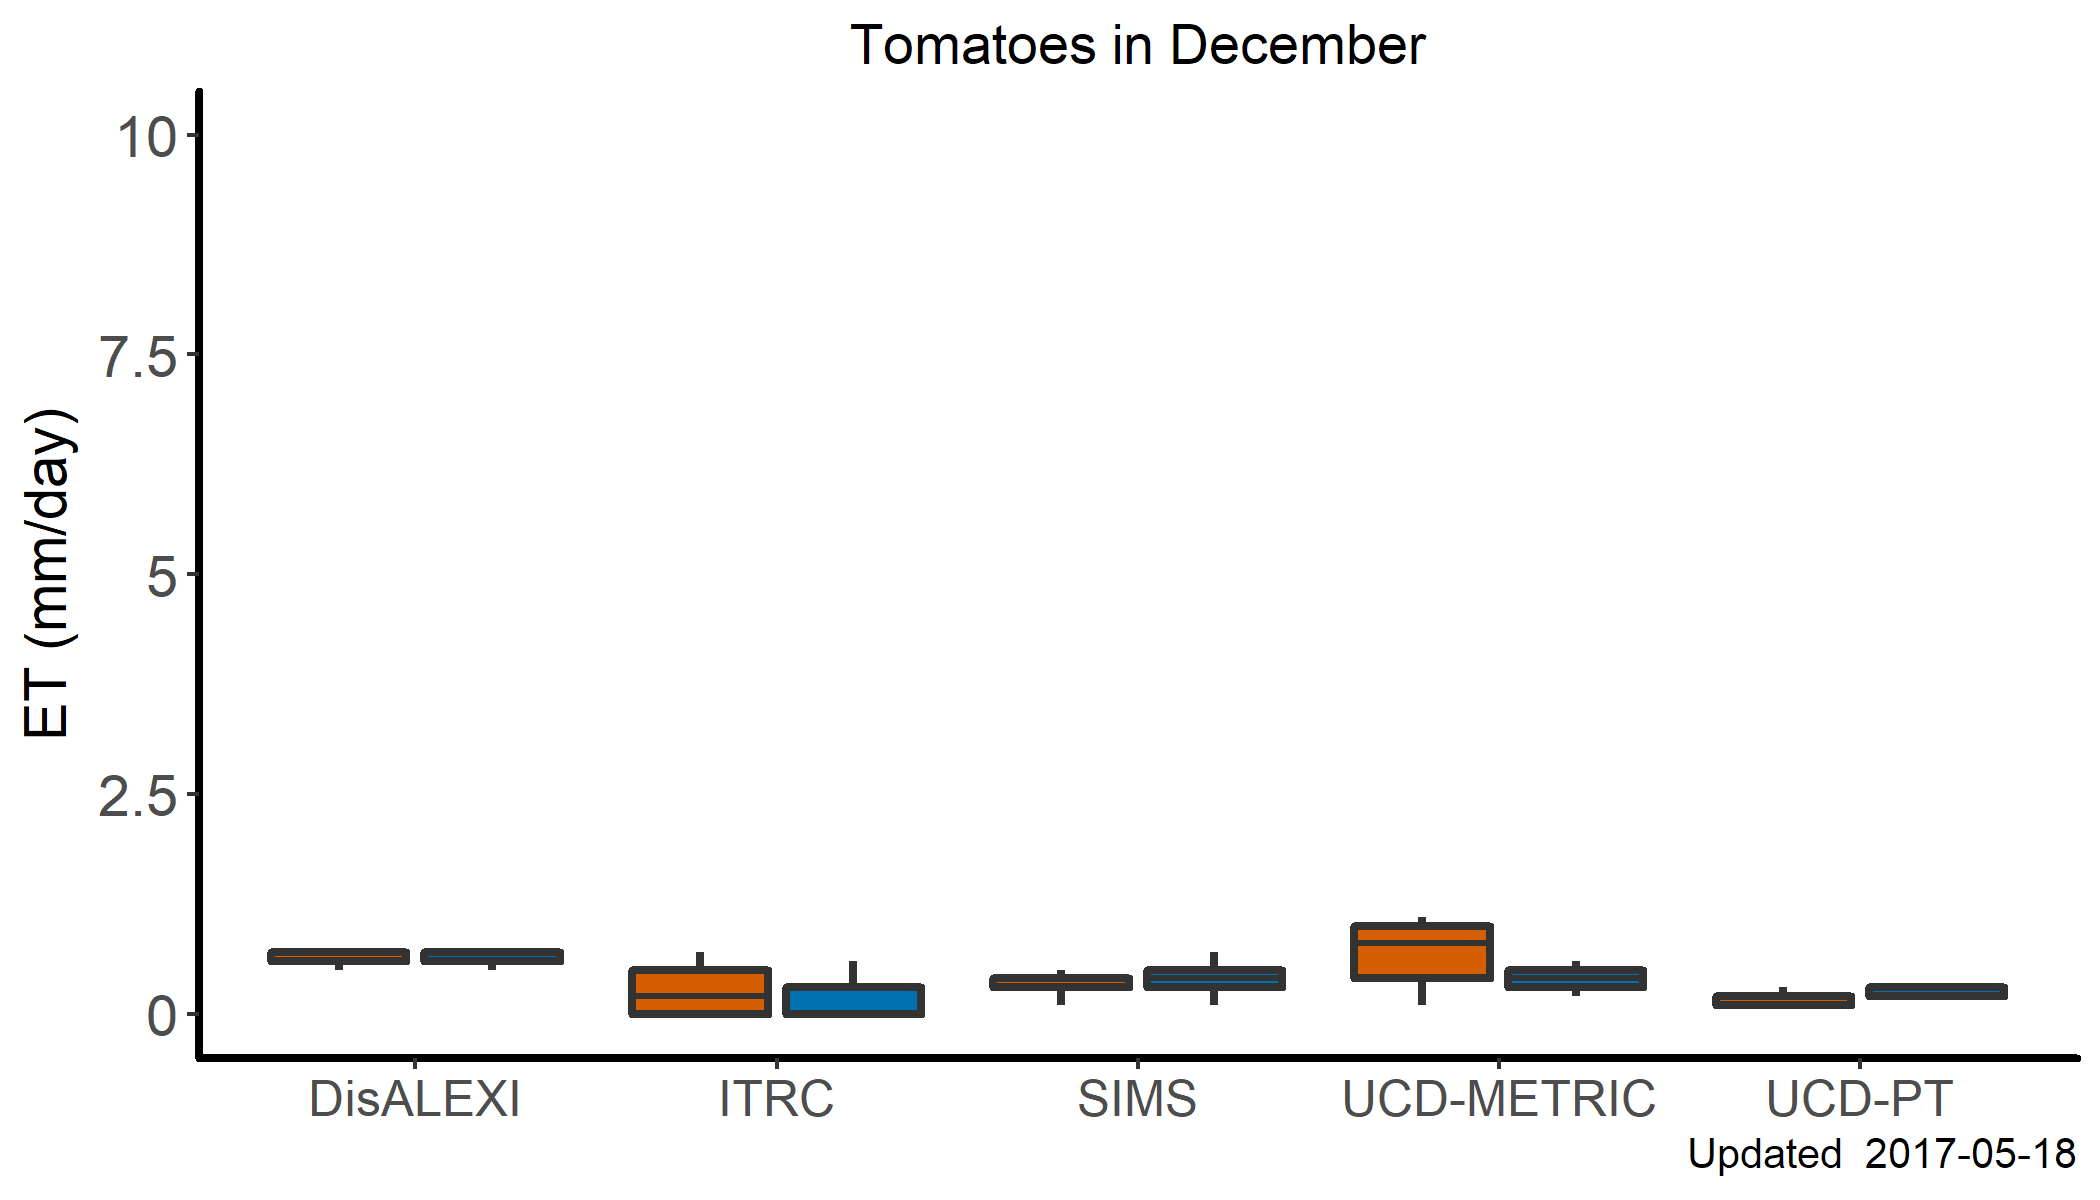 Tomatoes in December
10
7.5
5
2.5
0
ET (mm/day)
DisALEXI ITRC SIMS UCD-METRIC UCD-PT
Updated 2017-05-18